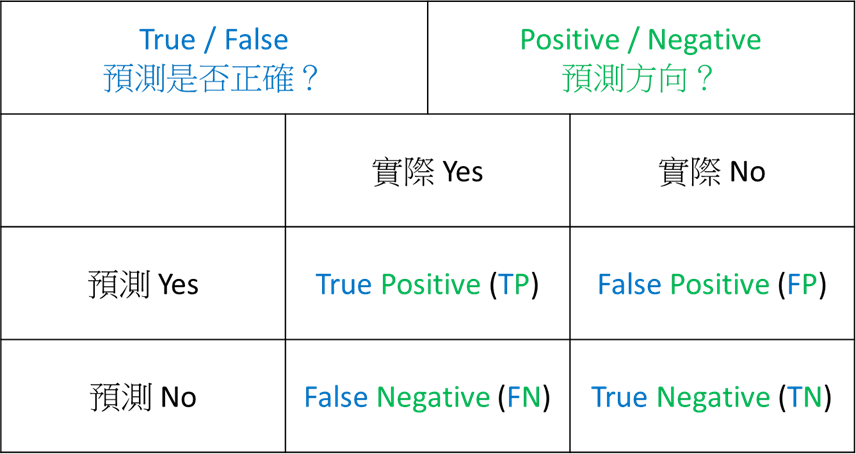 True / False
預測是否正確？
Positive / Negative
預測方向？
實際 Yes
實際 No
預測 Yes
True Positive (TP)
False Positive (FP)
預測 No
False Negative (FN)
True Negative (TN)